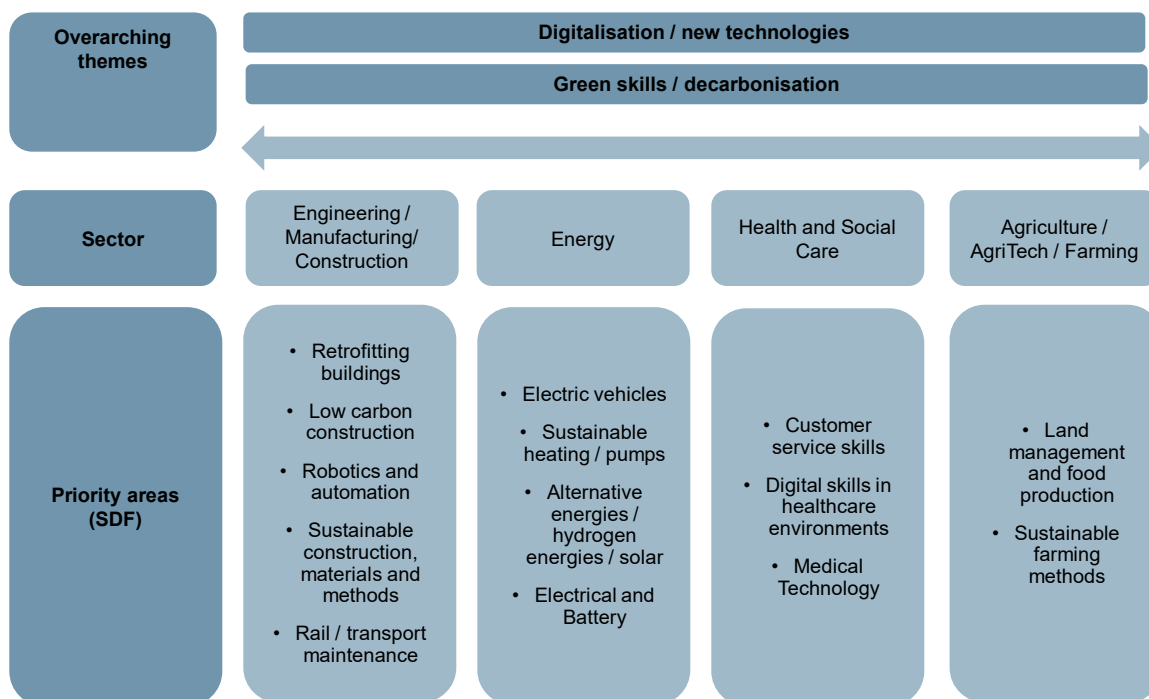 Overarching
themes
Digitalisation / new technologies
Green skills / decarbonisation
Sector
Engineering /
Manufacturing/
Construction
Energy
Health and Social
Care
Agriculture /
AgriTech / Farming
Priority areas
(SDF)
• Retrofitting
buildings
• Low carbon
construction
• Robotics and
automation
• Sustainable
construction,
materials and
methods
• Rail / transport
maintenance
• Electric vehicles
• Sustainable
heating / pumps
• Alternative
energies /
hydrogen
energies / solar
• Electrical and
Battery
• Customer
service skills
• Digital skills in
healthcare
environments
• Medical
Technology
• Land
management
and food
production
• Sustainable
farming
methods